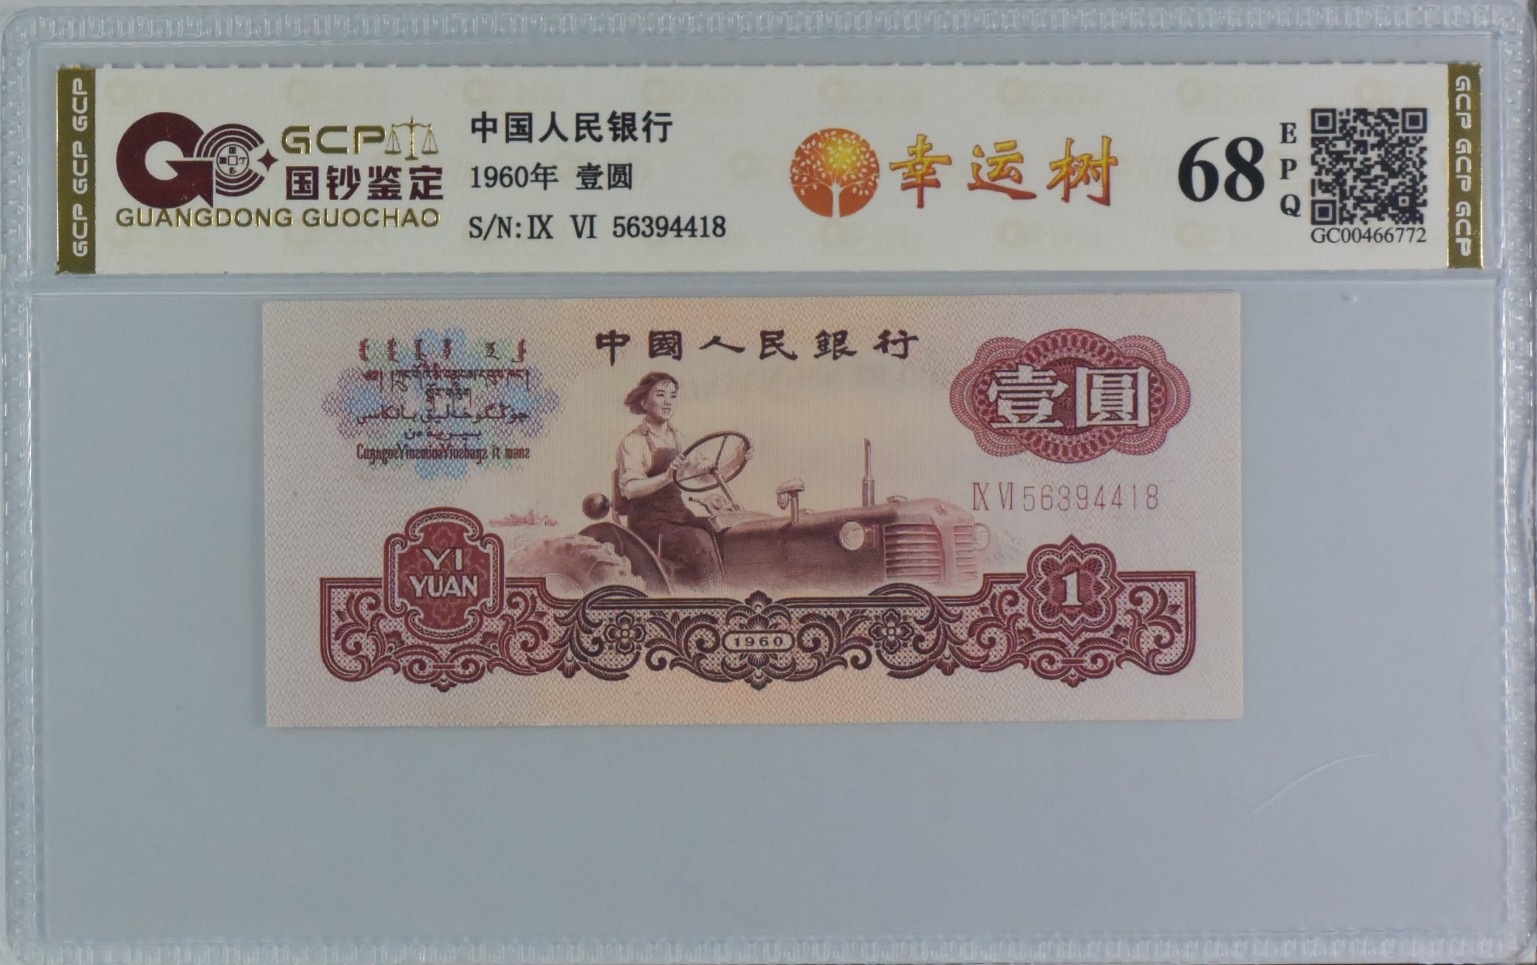 GCP GCP GCP
GCP
国钞鉴定
GUANGDONG GUOCHAO
中国人民银行
1960年 壹圆
S/N: Ⅸ Ⅵ 56394418
幸运树
68
EPQ
GC00466772
GCP GCP GCP
中國人民銀行
壹圓
Ⅸ Ⅵ 56394418
YI
YUAN
1960
1